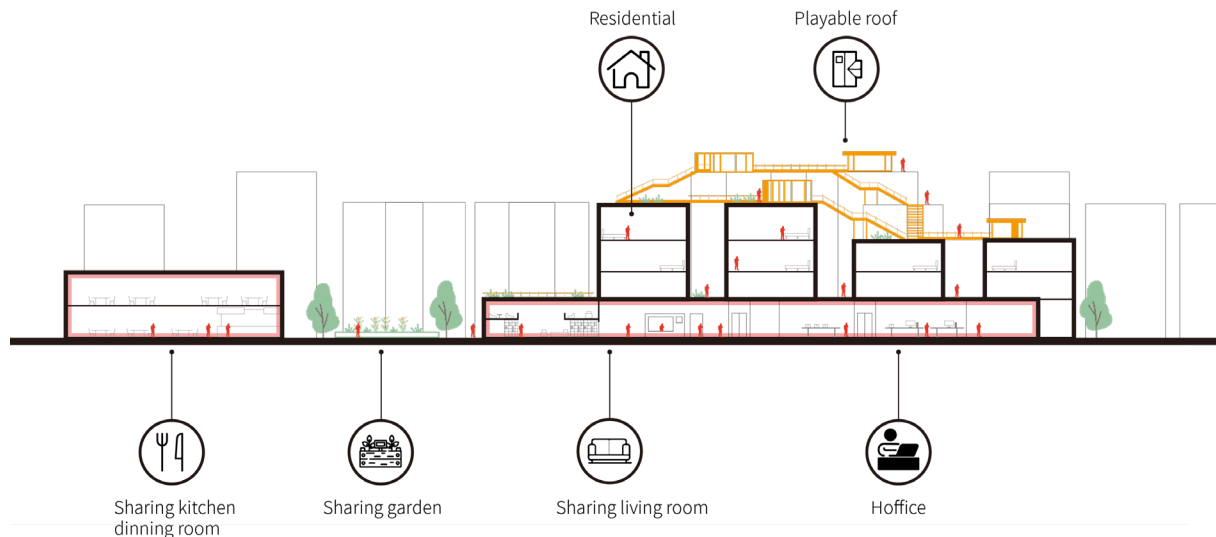 Residential
Playable roof
Sharing kitchen
dinning room
Sharing garden
Sharing living room
Hoffice